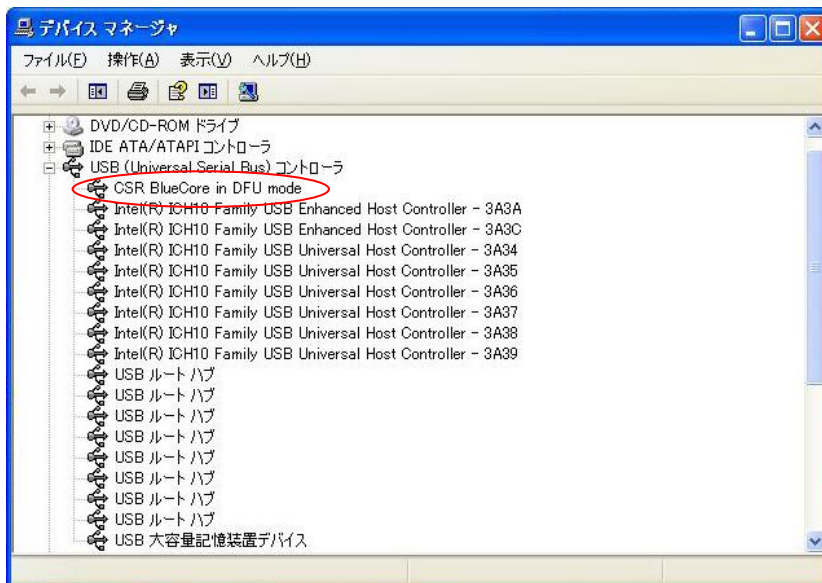 デバイス マネージャ
ファイル(F) 操作(A) 表示(V) ヘルプ(H)
DVD/CD-ROM ドライブ
IDE ATA/ATAPI コントローラ
USB (Universal Serial Bus) コントローラ
CSR BlueCore in DFU mode
Intel(R) ICH10 Family USB Enhanced Host Controller - 3A3A
Intel(R) ICH10 Family USB Enhanced Host Controller - 3A3C
Intel(R) ICH10 Family USB Universal Host Controller - 3A34
Intel(R) ICH10 Family USB Universal Host Controller - 3A35
Intel(R) ICH10 Family USB Universal Host Controller - 3A36
Intel(R) ICH10 Family USB Universal Host Controller - 3A37
Intel(R) ICH10 Family USB Universal Host Controller - 3A38
Intel(R) ICH10 Family USB Universal Host Controller - 3A39
USB ルート ハブ
USB ルート ハブ
USB ルート ハブ
USB ルート ハブ
USB ルート ハブ
USB ルート ハブ
USB ルート ハブ
USB ルート ハブ
USB 大容量記憶装置デバイス